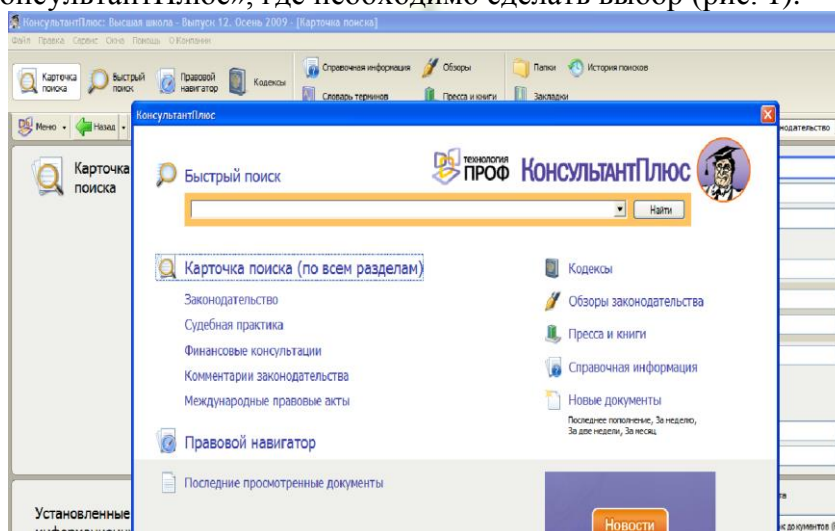 онсультантПлюс», где необходимо сделать выбор (рис. 1).
КонсультантПлюс: Высшая школа - Выпуск 12. Осень 2009 - [Карточка поиска]
Файл Правка Сервис Окна Помощь О Компании
Карточка поиска Быстрый поиск Правовой навигатор Кодексы Справочная информация Обзоры Папки История поисков
Словарь терминов Пресса и книги Закладки
Меню Назад
КонсультантПлюс
Карточка
поиска
Быстрый поиск
технология
ПРОФ
КонсультантПлюс
Найти
Карточка поиска (по всем разделам)
Законодательство
Судебная практика
Финансовые консультации
Комментарии законодательства
Международные правовые акты
Правовой навигатор
Последние просмотренные документы
Кодексы
Обзоры законодательства
Пресса и книги
Справочная информация
Новые документы
Последнее пополнение, За неделю,
За две недели, За месяц
Новости
Установленные